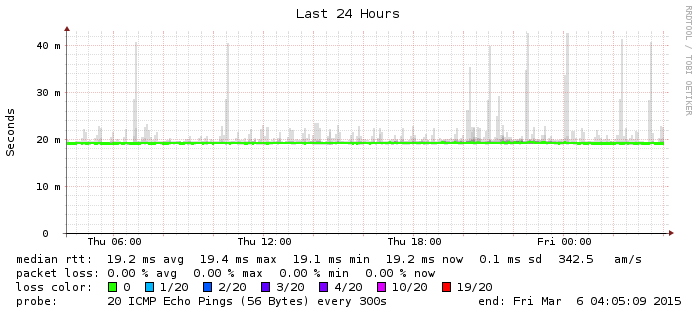 Last 24 Hours
RRDTOOL / TOBI OETIKER
Seconds
40 m
30 m
20 m
10 m
0
Thu 06:00 Thu 12:00 Thu 18:00 Fri 00:00
median rtt: 19.2 ms avg 19.4 ms max 19.1 ms min 19.2 ms now 0.1 ms sd 342.5 am/s
packet loss: 0.00 % avg 0.00 % max 0.00 % min 0.00 % now
loss color: 0 1/20 2/20 3/20 4/20 10/20 19/20
probe: 20 ICMP Echo Pings (56 Bytes) every 300s end: Fri Mar 6 04:05:09 2015